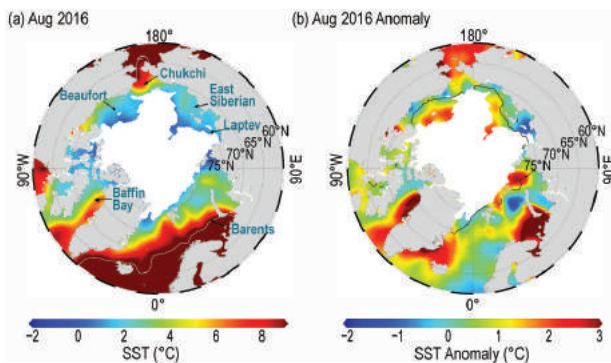 (a) Aug 2016
180°
Chukchi
Beaufort
East
Siberian
Laptev
60°N
65°N
70°N
75°N
90°W
90°E
Baffin
Bay
Barents
0°
−2 0 2 4 6 8
SST (°C)
(b) Aug 2016 Anomaly
180°
60°N
65°N
70°N
75°N
90°W
90°E
0°
−2 −1 0 1 2 3
SST Anomaly (°C)